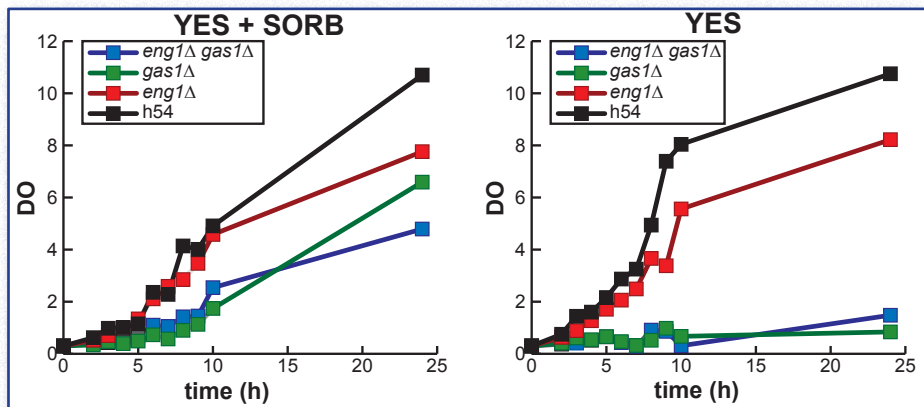 YES + SORB
12
10
8
6
4
2
0
DO
eng1Δ gas1Δ
gas1Δ
eng1Δ
h54
0 5 10 15 20 25
time (h)
YES
12
10
8
6
4
2
0
DO
eng1Δ gas1Δ
gas1Δ
eng1Δ
h54
0 5 10 15 20 25
time (h)